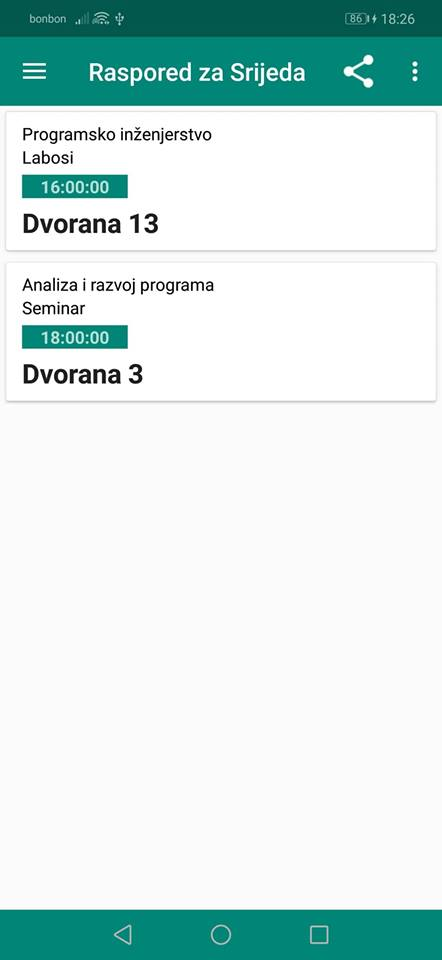 bonbon 86 18:26
Raspored za Srijeda
Programsko inženjerstvo
Labosi
16:00:00
Dvorana 13
Analiza i razvoj programa
Seminar
18:00:00
Dvorana 3